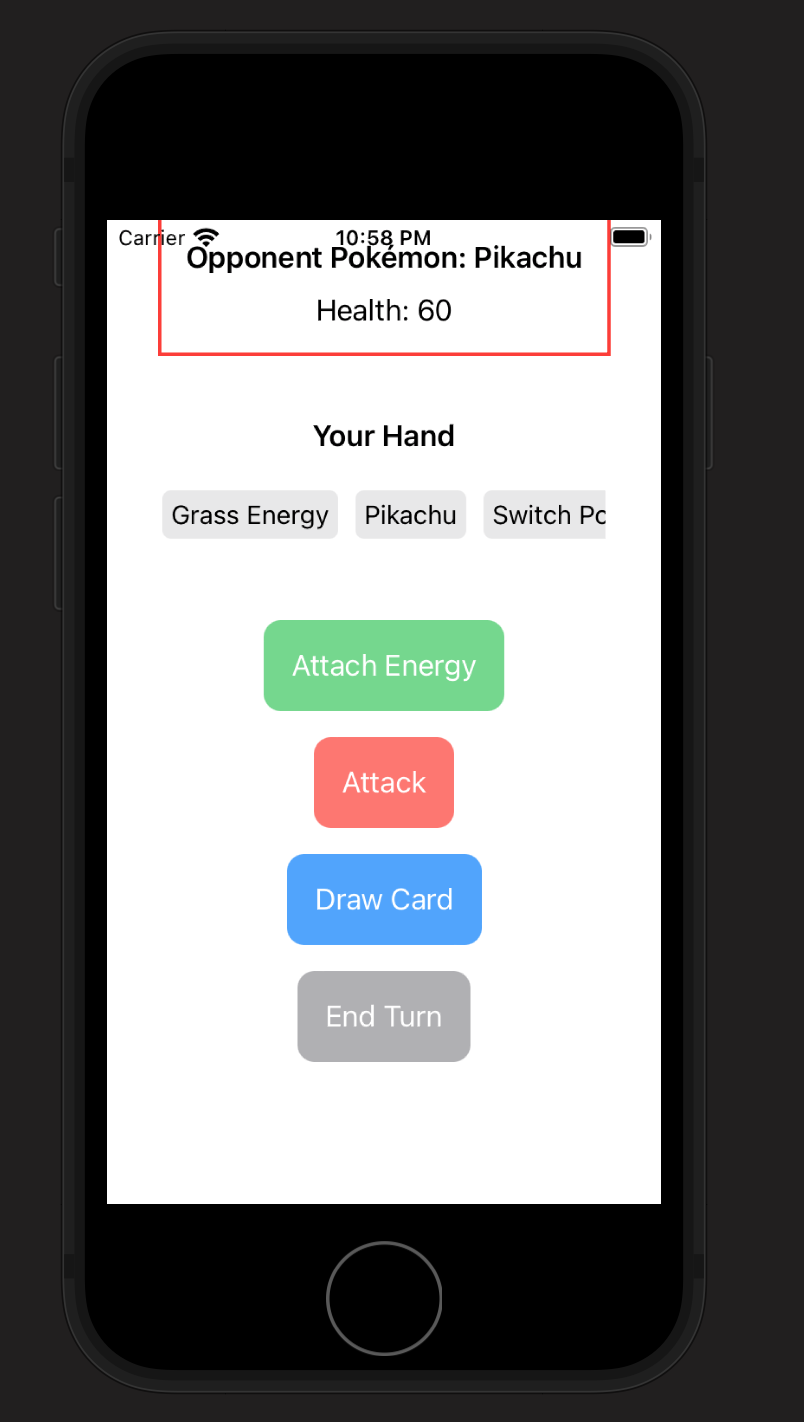 Carrier 10:58 PM
Opponent Pokémon: Pikachu
Health: 60
Your Hand
Grass Energy Pikachu Switch Po
Attach Energy
Attack
Draw Card
End Turn